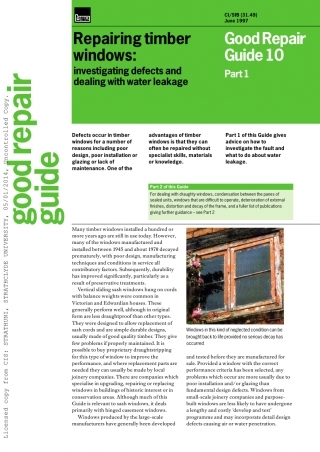 bre
CI/SfB (31.49)
June 1997
Repairing timber
windows:
investigating defects and
dealing with water leakage
Good Repair
Guide 10
Part 1
good repair
guide
Licensed copy from CIS: STRATHUNI, STRATHCLYDE UNIVERSITY, 05/01/2014, Uncontrolled Copy.
Defects occur in timber
windows for a number of
reasons including poor
design, poor installation or
glazing or lack of
maintenance. One of the
advantages of timber
windows is that they can
often be repaired without
specialist skills, materials
or knowledge.
Part 1 of this Guide gives
advice on how to
investigate the fault and
what to do about water
leakage.
Part 2 of this Guide
For dealing with draughty windows, condensation between the panes of
sealed units, windows that are difficult to operate, deterioration of external
finishes, distortion and decay of the frame, and a fuller list of publications
giving further guidance – see Part 2
Many timber windows installed a hundred or
more years ago are still in use today. However,
many of the windows manufactured and
installed between 1945 and about 1970 decayed
prematurely, with poor design, manufacturing
techniques and conditions in service all
contributory factors. Subsequently, durability
has improved significantly, particularly as a
result of preservative treatments.
Vertical sliding sash windows hung on cords
with balance weights were common in
Victorian and Edwardian houses. These
generally perform well, although in original
form are less draughtproof than other types.
They were designed to allow replacement of
sash cords and are simple durable designs,
usually made of good quality timber. They give
few problems if properly maintained. It is
possible to buy proprietary draughtstripping
for this type of window to improve the
performance, and where replacement parts are
needed they can usually be made by local
joinery companies. There are companies which
specialise in upgrading, repairing or replacing
windows in buildings of historic interest or in
conservation areas. Although much of this
Guide is relevant to sash windows, it deals
primarily with hinged casement windows.
Windows produced by the large-scale
manufacturers have generally been developed
Windows in this kind of neglected condition can be
brought back to life provided no serious decay has
occurred
and tested before they are manufactured for
sale. Provided a window with the correct
performance criteria has been selected, any
problems which occur are more usually due to
poor installation and/or glazing than
fundamental design defects. Windows from
small-scale joinery companies and purpose-
built windows are less likely to have undergone
a lengthy and costly 'develop and test'
programme and may incorporate detail design
defects causing air or water penetration.